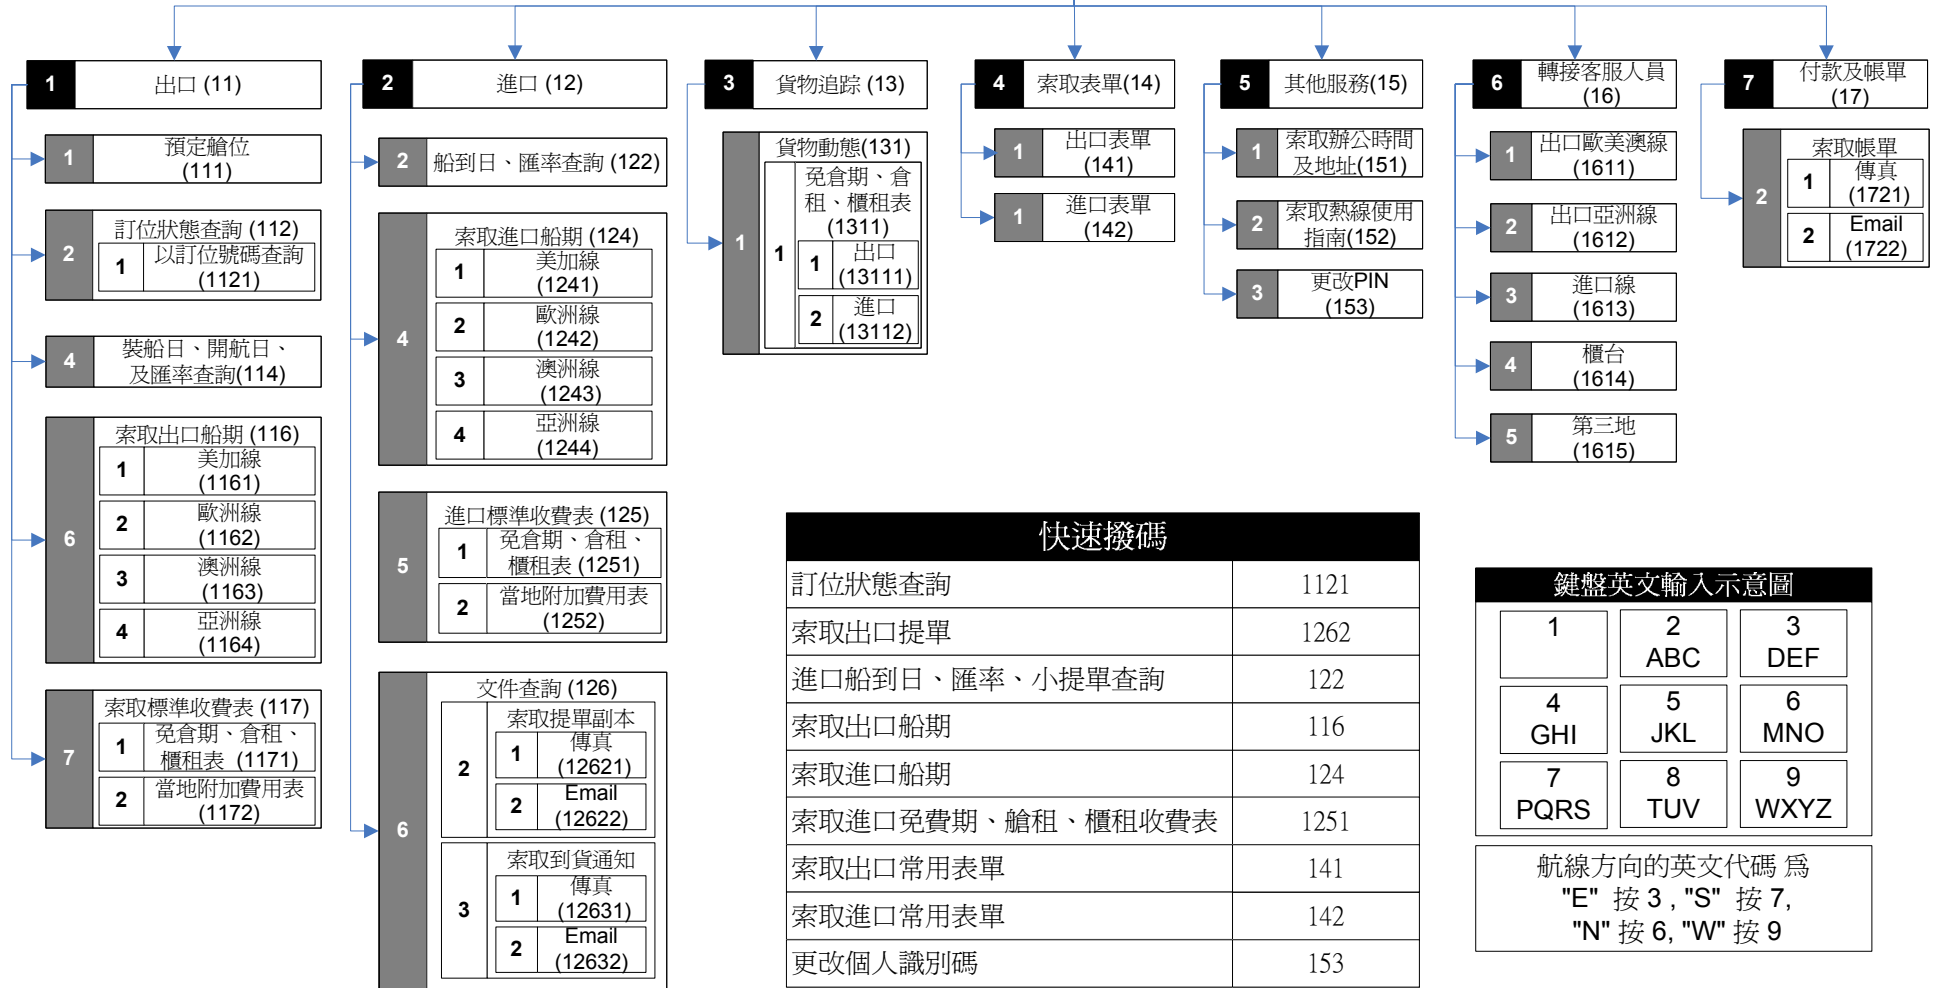 1
出口 (11)
1
預定艙位
(111)
2
訂位狀態查詢 (112)
1
以訂位號碼查詢
(1121)
4
裝船日、開航日、
及匯率查詢(114)
6
索取出口船期 (116)
1
美加線
(1161)
2
歐洲線
(1162)
3
澳洲線
(1163)
4
亞洲線
(1164)
7
索取標準收費表 (117)
1
免倉期、倉租、
櫃租表 (1171)
2
當地附加費用表
(1172)
2
進口 (12)
2
船到日、匯率查詢 (122)
4
索取進口船期 (124)
1
美加線
(1241)
2
歐洲線
(1242)
3
澳洲線
(1243)
4
亞洲線
(1244)
5
進口標準收費表 (125)
1
免倉期、倉租、
櫃租表 (1251)
2
當地附加費用表
(1252)
6
文件查詢 (126)
2
索取提單副本
1
傳真
(12621)
2
Email
(12622)
3
索取到貨通知
1
傳真
(12631)
2
Email
(12632)
3
貨物追踪 (13)
1
貨物動態(131)
1
免倉期、倉
租、櫃租表
(1311)
1
出口
(13111)
2
進口
(13112)
4
索取表單(14)
1
出口表單
(141)
1
進口表單
(142)
5
其他服務(15)
1
索取辦公時間
及地址(151)
2
索取熱線使用
指南(152)
3
更改PIN
(153)
6
轉接客服人員
(16)
1
出口歐美澳線
(1611)
2
出口亞洲線
(1612)
3
進口線
(1613)
4
櫃台
(1614)
5
第三地
(1615)
7
付款及帳單
(17)
2
索取帳單
1
傳真
(1721)
2
Email
(1722)
快速撥碼
訂位狀態查詢 1121
索取出口提單 1262
進口船到日、匯率、小提單查詢 122
索取出口船期 116
索取進口船期 124
索取進口免費期、艙租、櫃租收費表 1251
索取出口常用表單 141
索取進口常用表單 142
更改個人識別碼 153
鍵盤英文輸入示意圖
1 2 3
ABC DEF
4 5 6
GHI JKL MNO
7 8 9
PQRS TUV WXYZ
航線方向的英文代碼 爲
"E" 按 3 , "S" 按 7,
"N" 按 6, "W" 按 9